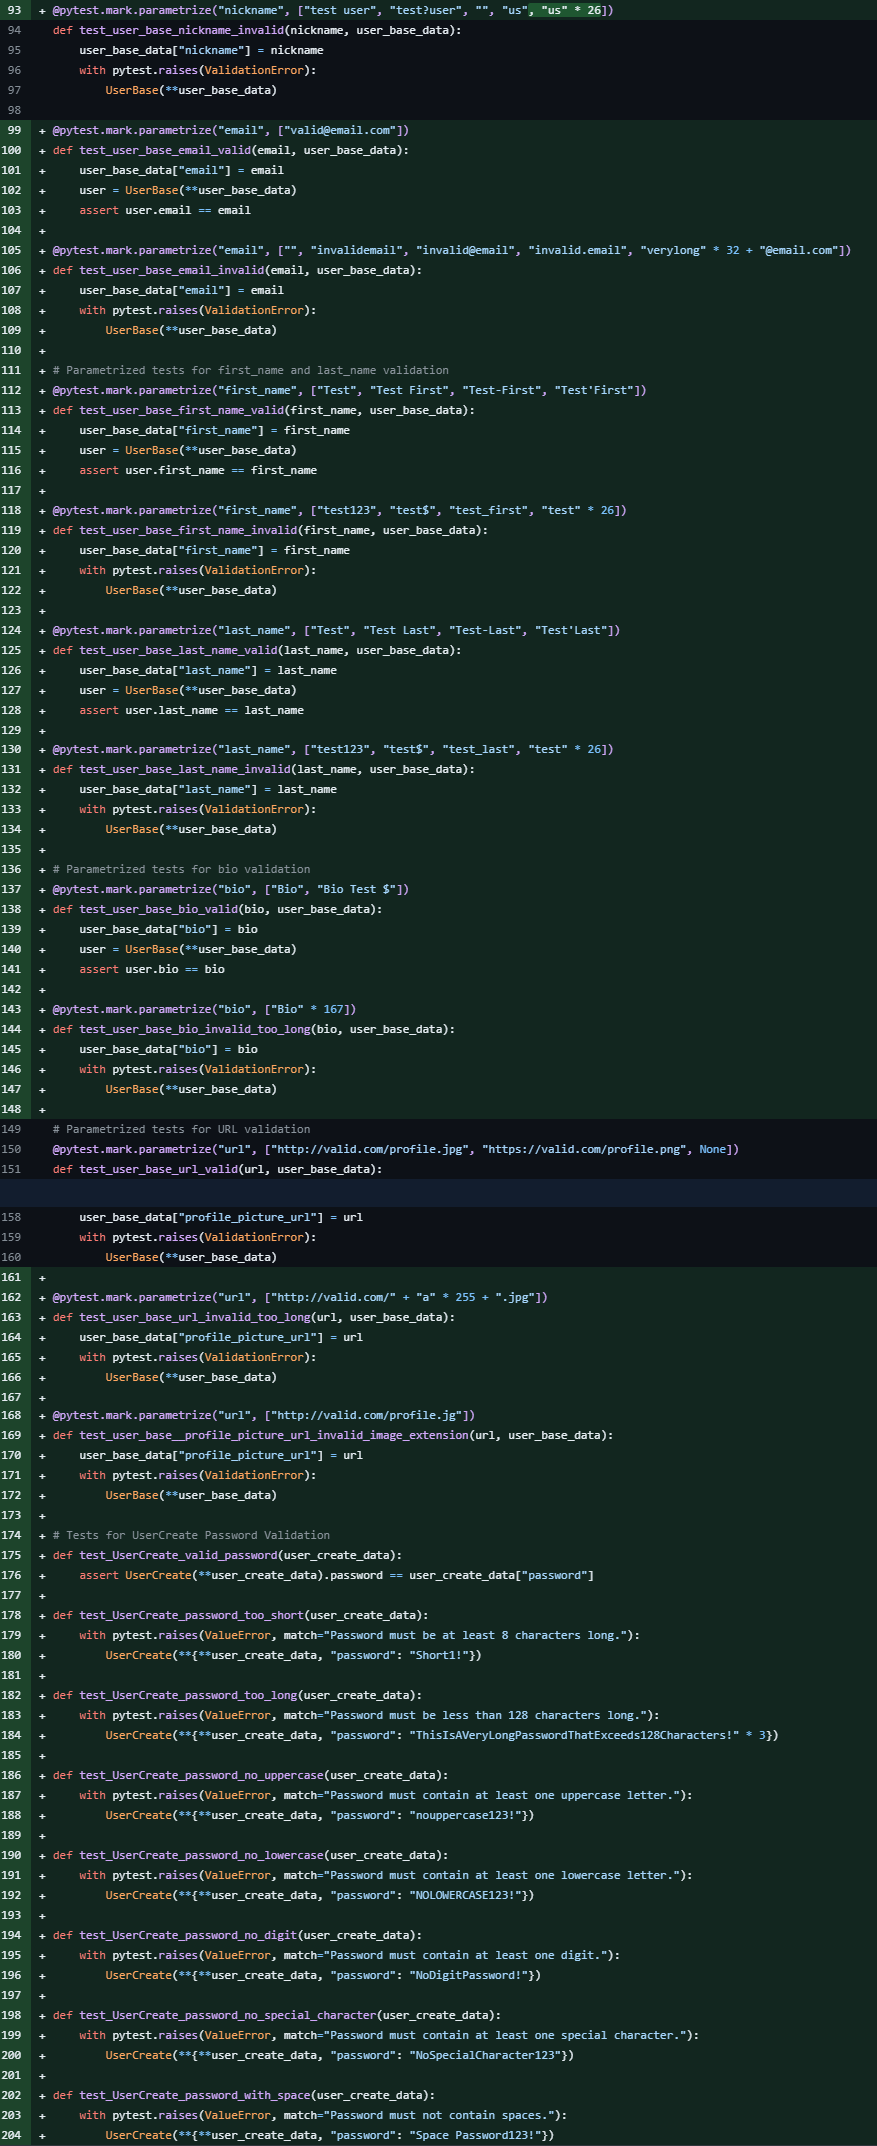 93 + @pytest.mark.parametrize("nickname", ["test user", "test?user", "", "us", "us" * 26])
94 def test_user_base_nickname_invalid(nickname, user_base_data):
95 user_base_data["nickname"] = nickname
96 with pytest.raises(ValidationError):
97 UserBase(**user_base_data)
98
99 + @pytest.mark.parametrize("email", ["valid@email.com"])
100 + def test_user_base_email_valid(email, user_base_data):
101 + user_base_data["email"] = email
102 + user = UserBase(**user_base_data)
103 + assert user.email == email
104 +
105 + @pytest.mark.parametrize("email", ["", "invalidemail", "invalid@email", "invalid.email", "verylong" * 32 + "@email.com"])
106 + def test_user_base_email_invalid(email, user_base_data):
107 + user_base_data["email"] = email
108 + with pytest.raises(ValidationError):
109 + UserBase(**user_base_data)
110 +
111 + # Parametrized tests for first_name and last_name validation
112 + @pytest.mark.parametrize("first_name", ["Test", "Test First", "Test-First", "Test'First"])
113 + def test_user_base_first_name_valid(first_name, user_base_data):
114 + user_base_data["first_name"] = first_name
115 + user = UserBase(**user_base_data)
116 + assert user.first_name == first_name
117 +
118 + @pytest.mark.parametrize("first_name", ["test123", "test$", "test_first", "test" * 26])
119 + def test_user_base_first_name_invalid(first_name, user_base_data):
120 + user_base_data["first_name"] = first_name
121 + with pytest.raises(ValidationError):
122 + UserBase(**user_base_data)
123 +
124 + @pytest.mark.parametrize("last_name", ["Test", "Test Last", "Test-Last", "Test'Last"])
125 + def test_user_base_last_name_valid(last_name, user_base_data):
126 + user_base_data["last_name"] = last_name
127 + user = UserBase(**user_base_data)
128 + assert user.last_name == last_name
129 +
130 + @pytest.mark.parametrize("last_name", ["test123", "test$", "test_last", "test" * 26])
131 + def test_user_base_last_name_invalid(last_name, user_base_data):
132 + user_base_data["last_name"] = last_name
133 + with pytest.raises(ValidationError):
134 + UserBase(**user_base_data)
135 +
136 + # Parametrized tests for bio validation
137 + @pytest.mark.parametrize("bio", ["Bio", "Bio Test $"])
138 + def test_user_base_bio_valid(bio, user_base_data):
139 + user_base_data["bio"] = bio
140 + user = UserBase(**user_base_data)
141 + assert user.bio == bio
142 +
143 + @pytest.mark.parametrize("bio", ["Bio" * 167])
144 + def test_user_base_bio_invalid_too_long(bio, user_base_data):
145 + user_base_data["bio"] = bio
146 + with pytest.raises(ValidationError):
147 + UserBase(**user_base_data)
148 +
149 # Parametrized tests for URL validation
150 @pytest.mark.parametrize("url", ["http://valid.com/profile.jpg", "https://valid.com/profile.png", None])
151 def test_user_base_url_valid(url, user_base_data):
158 user_base_data["profile_picture_url"] = url
159 with pytest.raises(ValidationError):
160 UserBase(**user_base_data)
161 +
162 + @pytest.mark.parametrize("url", ["http://valid.com/" + "a" * 255 + ".jpg"])
163 + def test_user_base_url_invalid_too_long(url, user_base_data):
164 + user_base_data["profile_picture_url"] = url
165 + with pytest.raises(ValidationError):
166 + UserBase(**user_base_data)
167 +
168 + @pytest.mark.parametrize("url", ["http://valid.com/profile.jg"])
169 + def test_user_base__profile_picture_url_invalid_image_extension(url, user_base_data):
170 + user_base_data["profile_picture_url"] = url
171 + with pytest.raises(ValidationError):
172 + UserBase(**user_base_data)
173 +
174 + # Tests for UserCreate Password Validation
175 + def test_UserCreate_valid_password(user_create_data):
176 + assert UserCreate(**user_create_data).password == user_create_data["password"]
177 +
178 + def test_UserCreate_password_too_short(user_create_data):
179 + with pytest.raises(ValueError, match="Password must be at least 8 characters long."):
180 + UserCreate(**{**user_create_data, "password": "Short1!"})
181 +
182 + def test_UserCreate_password_too_long(user_create_data):
183 + with pytest.raises(ValueError, match="Password must be less than 128 characters long."):
184 + UserCreate(**{**user_create_data, "password": "ThisIsAVeryLongPasswordThatExceeds128Characters!" * 3})
185 +
186 + def test_UserCreate_password_no_uppercase(user_create_data):
187 + with pytest.raises(ValueError, match="Password must contain at least one uppercase letter."):
188 + UserCreate(**{**user_create_data, "password": "nouppercase123!"})
189 +
190 + def test_UserCreate_password_no_lowercase(user_create_data):
191 + with pytest.raises(ValueError, match="Password must contain at least one lowercase letter."):
192 + UserCreate(**{**user_create_data, "password": "NOLOWERCASE123!"})
193 +
194 + def test_UserCreate_password_no_digit(user_create_data):
195 + with pytest.raises(ValueError, match="Password must contain at least one digit."):
196 + UserCreate(**{**user_create_data, "password": "NoDigitPassword!"})
197 +
198 + def test_UserCreate_password_no_special_character(user_create_data):
199 + with pytest.raises(ValueError, match="Password must contain at least one special character."):
200 + UserCreate(**{**user_create_data, "password": "NoSpecialCharacter123"})
201 +
202 + def test_UserCreate_password_with_space(user_create_data):
203 + with pytest.raises(ValueError, match="Password must not contain spaces."):
204 + UserCreate(**{**user_create_data, "password": "Space Password123!"})